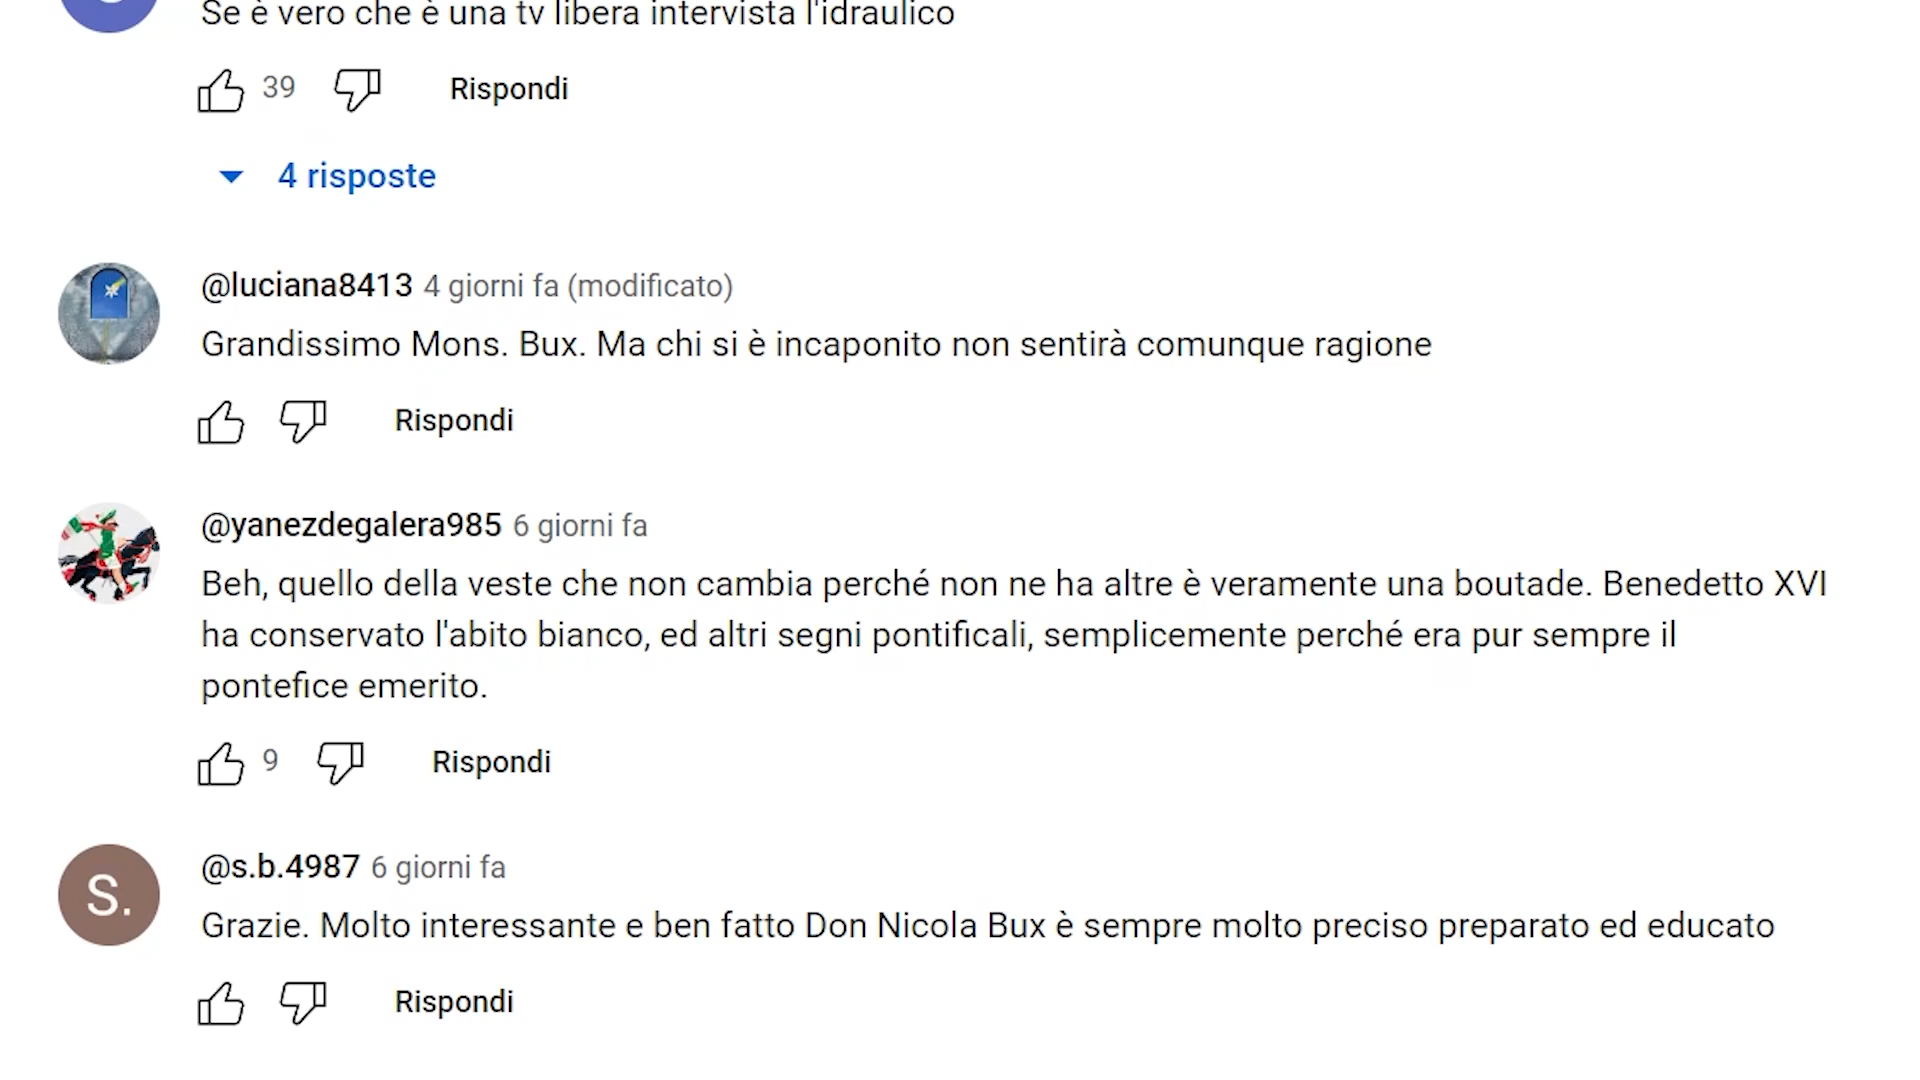 Se è vero che è una tv libera intervista l'idraulico
39 Rispondi
4 risposte
@luciana8413 4 giorni fa (modificato)
Grandissimo Mons. Bux. Ma chi si è incaponito non sentirà comunque ragione
Rispondi
@yanezdegalera985 6 giorni fa
Beh, quello della veste che non cambia perché non ne ha altre è veramente una boutade. Benedetto XVI
ha conservato l'abito bianco, ed altri segni pontificali, semplicemente perché era pur sempre il
pontefice emerito.
9 Rispondi
S.
@s.b.4987 6 giorni fa
Grazie. Molto interessante e ben fatto Don Nicola Bux è sempre molto preciso preparato ed educato
Rispondi